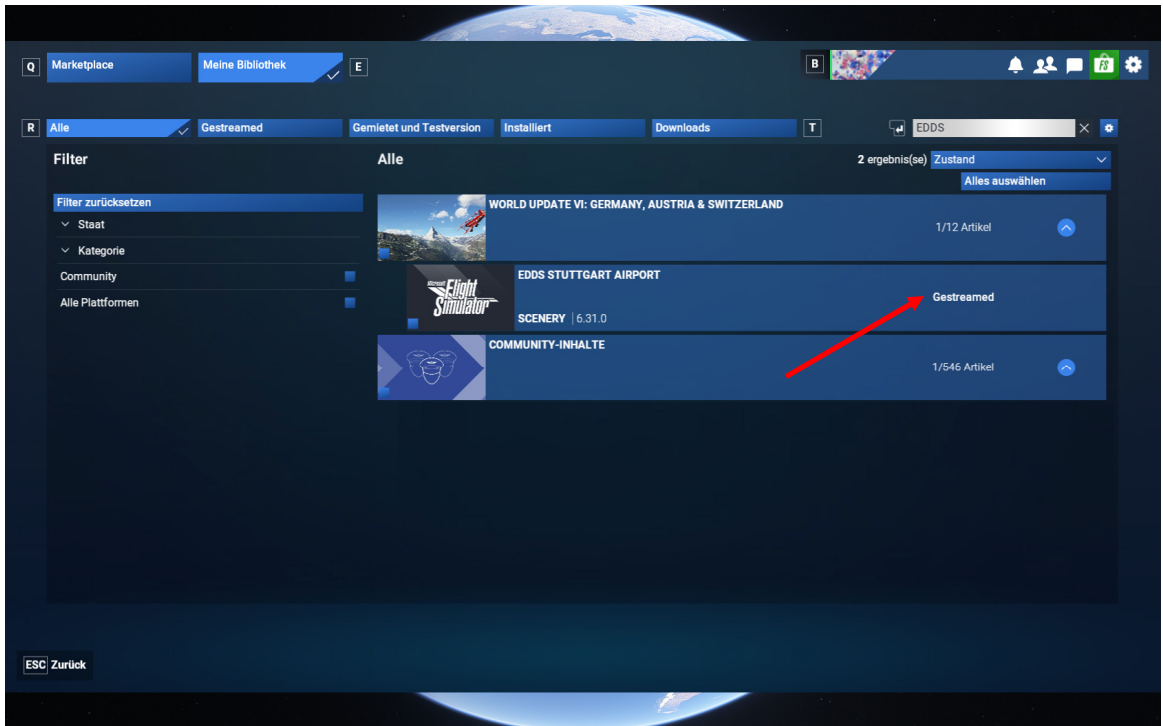 Q Marketplace Meine Bibliothek E B FS
R Alle Gestreamed Gemietet und Testversion Installiert Downloads T EDDS
Filter
Alle
2 ergebnis(se) Zustand
Alles auswählen
Filter zurücksetzen
Staat
Kategorie
Community
Alle Plattformen
WORLD UPDATE VI: GERMANY, AUSTRIA & SWITZERLAND
1/12 Artikel
Microsoft Flight
Simulator
EDDS STUTTGART AIRPORT
SCENERY | 6.31.0
Gestreamed
COMMUNITY-INHALTE
1/546 Artikel
ESC Zurück